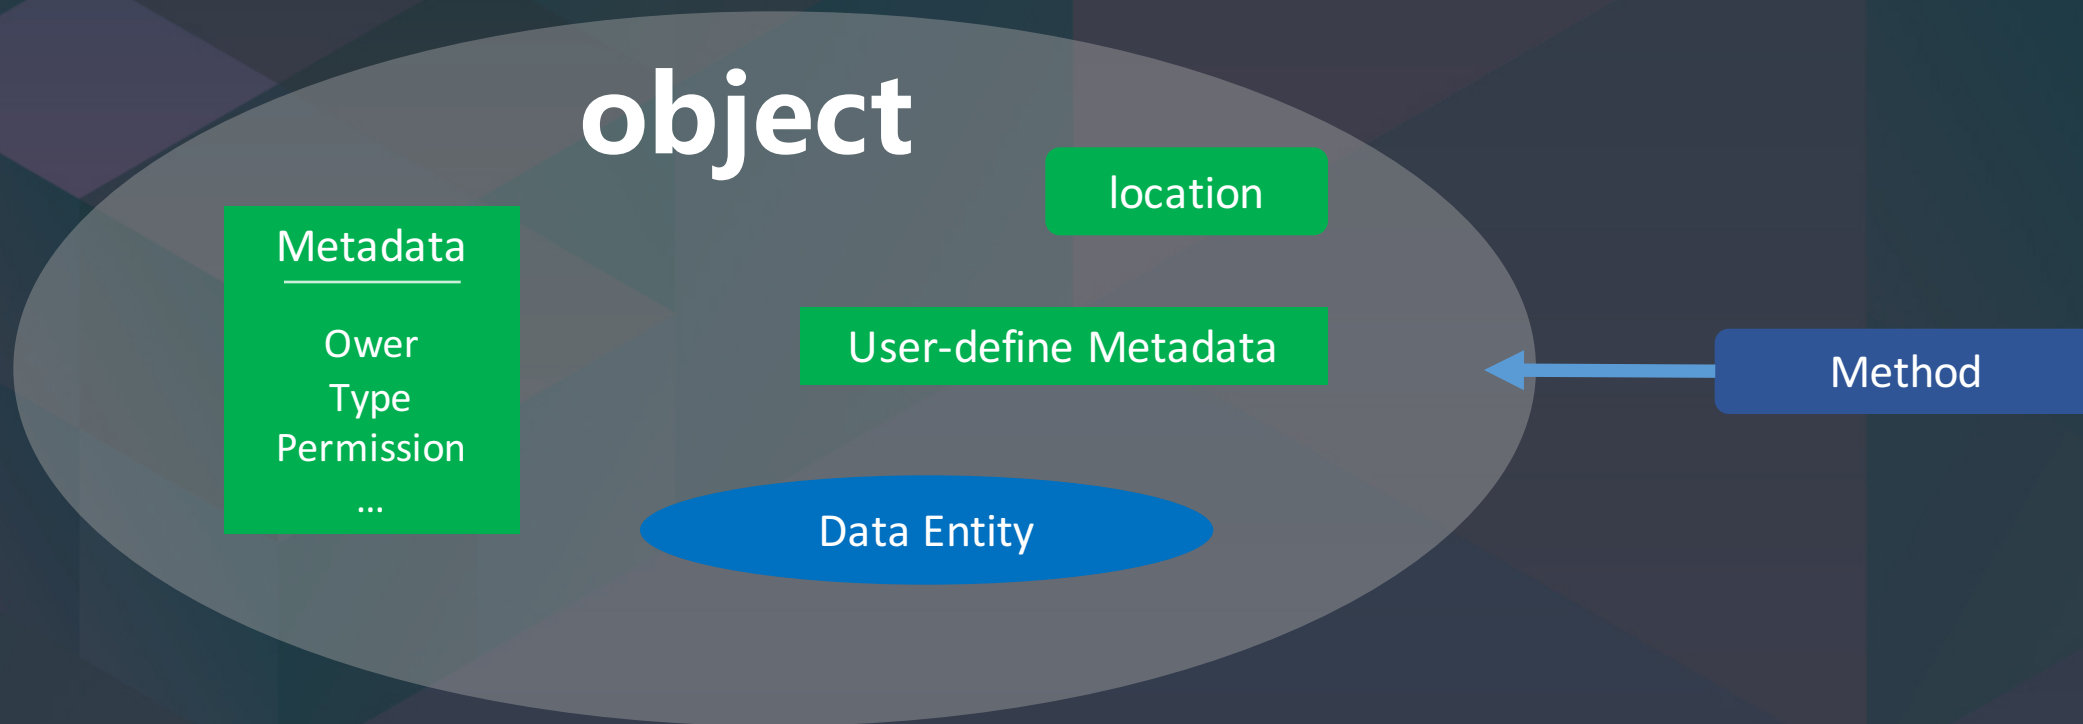 object
location
Metadata
Ower
Type
Permission
...
User-define Metadata
Data Entity
Method